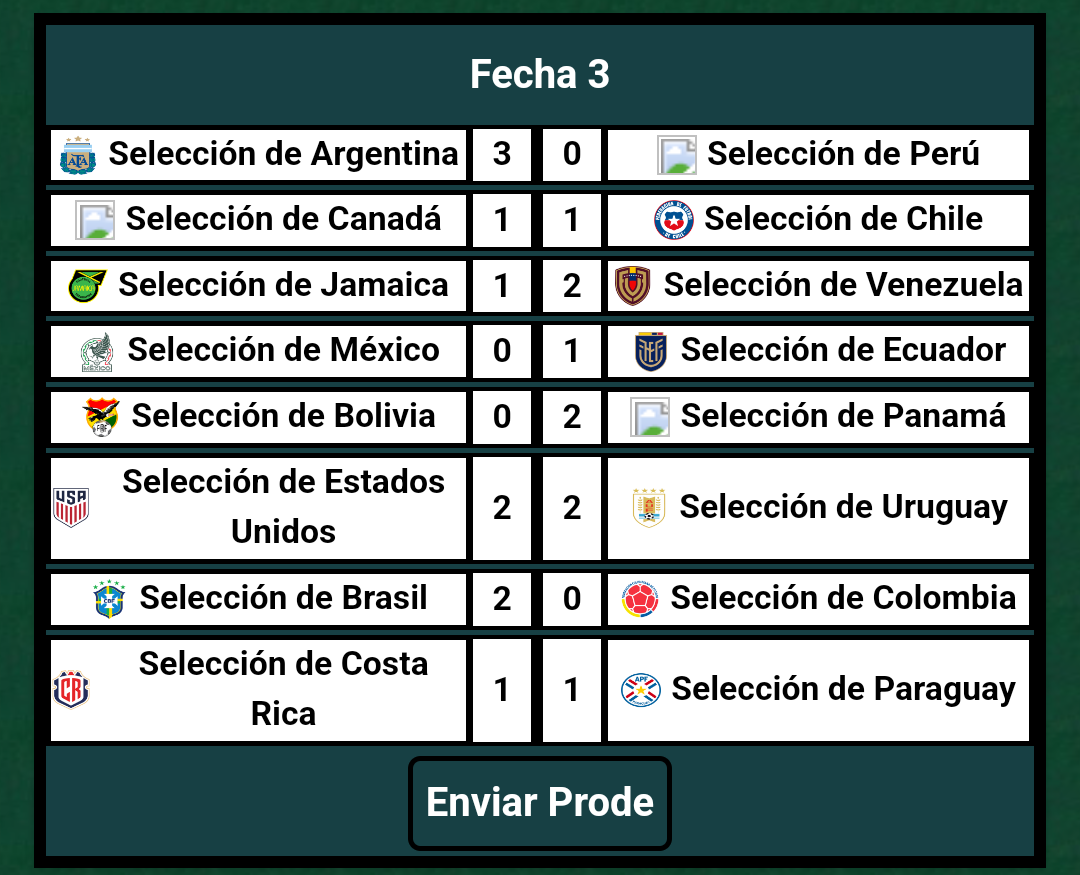 Fecha 3
Selección de Argentina 3 0 Selección de Perú
Selección de Canadá 1 1 Selección de Chile
Selección de Jamaica 1 2 Selección de Venezuela
Selección de México 0 1 Selección de Ecuador
Selección de Bolivia 0 2 Selección de Panamá
Selección de Estados
Unidos 2 2 Selección de Uruguay
Selección de Brasil 2 0 Selección de Colombia
Selección de Costa
Rica 1 1 Selección de Paraguay
Enviar Prode